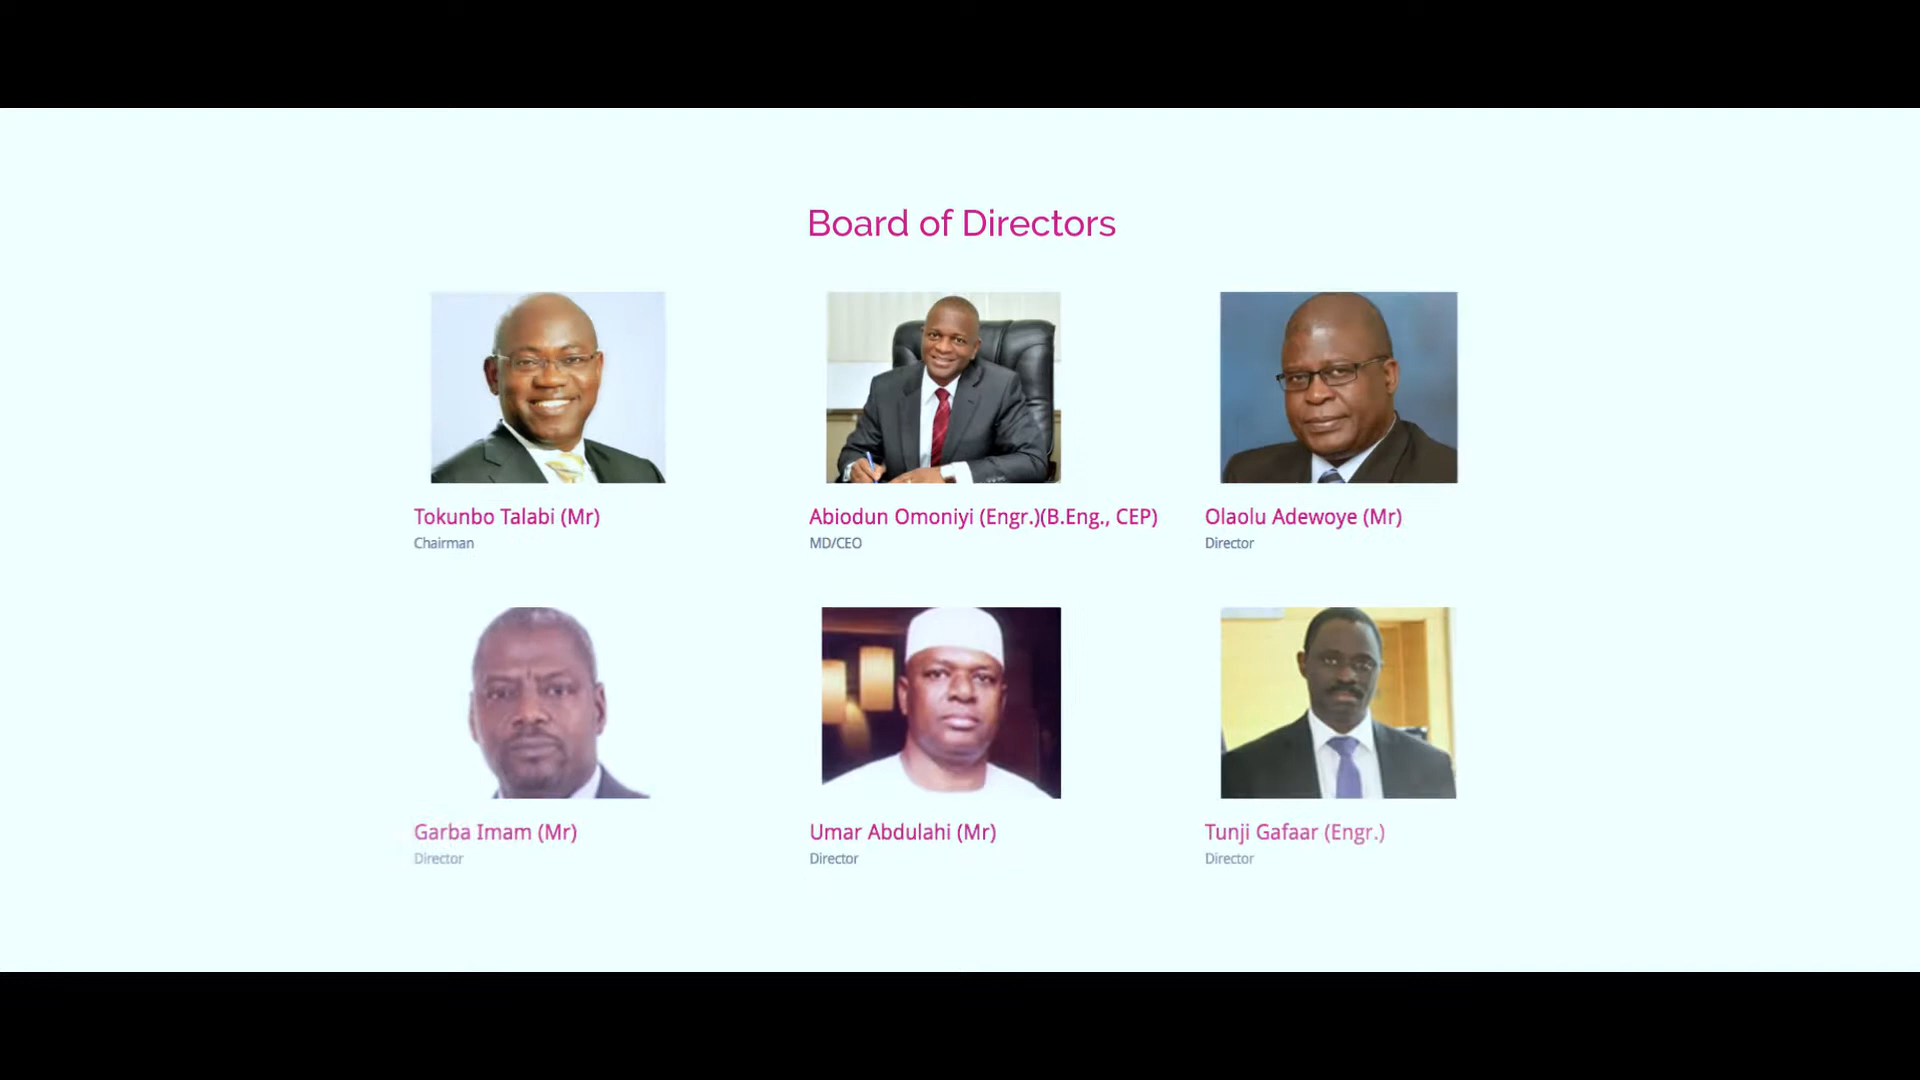 Board of Directors
Tokunbo Talabi (Mr)
Chairman
Abiodun Omoniyi (Engr.)(B.Eng., CEP)
MD/CEO
Olaolu Adewoye (Mr)
Director
Garba Imam (Mr)
Director
Umar Abdulahi (Mr)
Director
Tunji Gafaar (Engr.)
Director